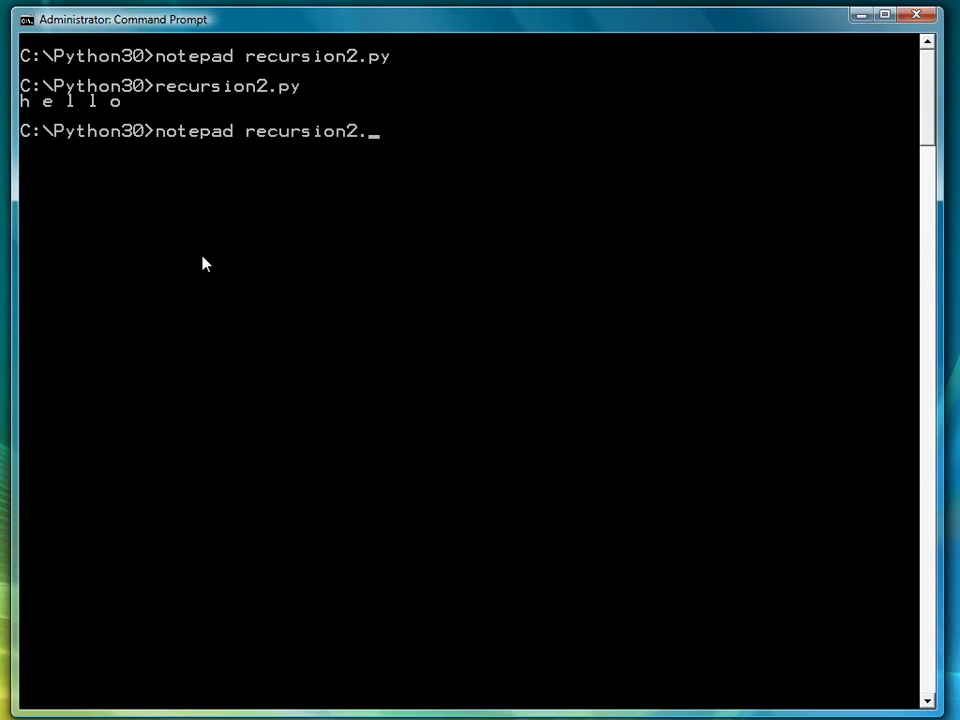 Administrator: Command Prompt
C:\Python30>notepad recursion2.py
C:\Python30>recursion2.py
h e l l o
C:\Python30>notepad recursion2._